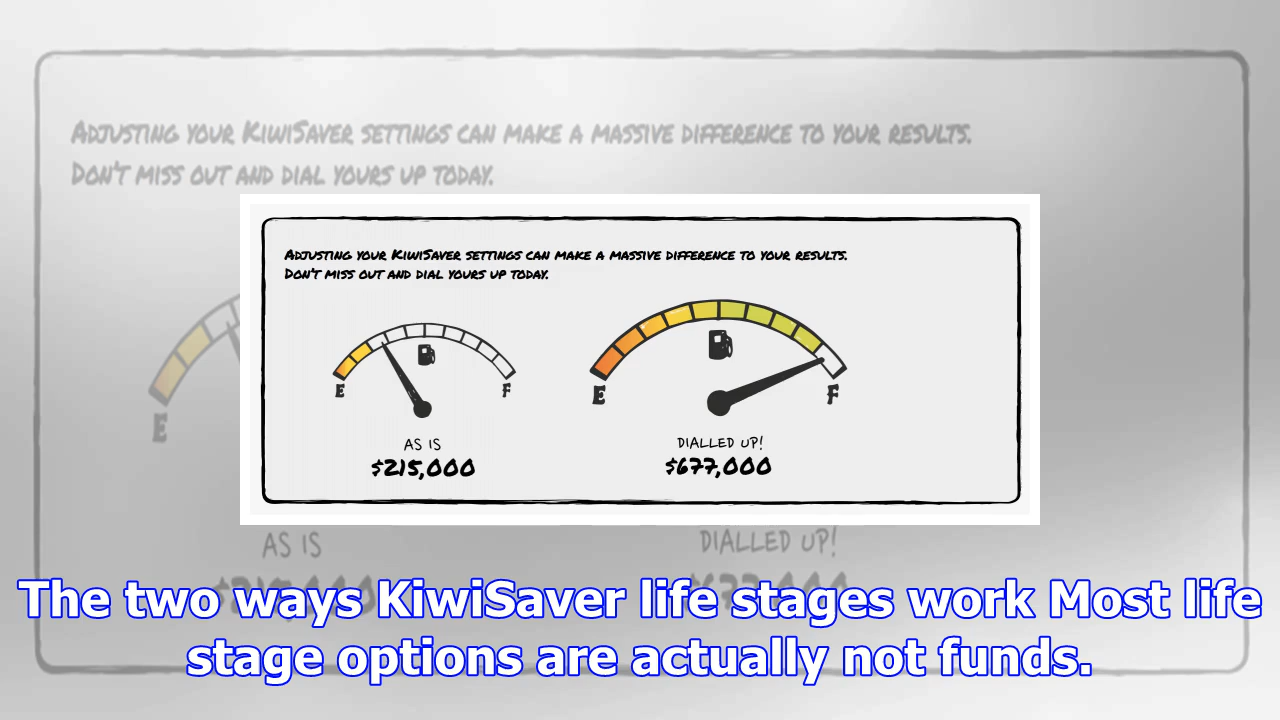 ADJUSTING YOUR KIWISAVER SETTINGS CAN MAKE A MASSIVE DIFFERENCE TO YOUR RESULTS.
DON'T MISS OUT AND DIAL YOURS UP TODAY.
ADJUSTING YOUR KIWISAVER SETTINGS CAN MAKE A MASSIVE DIFFERENCE TO YOUR RESULTS.
DON'T MISS OUT AND DIAL YOURS UP TODAY.
E F E F
E
AS IS DIALLED UP!
$215,000 $677,000
AS IS DIALLED UP!
The two ways KiwiSaver life stages work Most life
stage options are actually not funds.